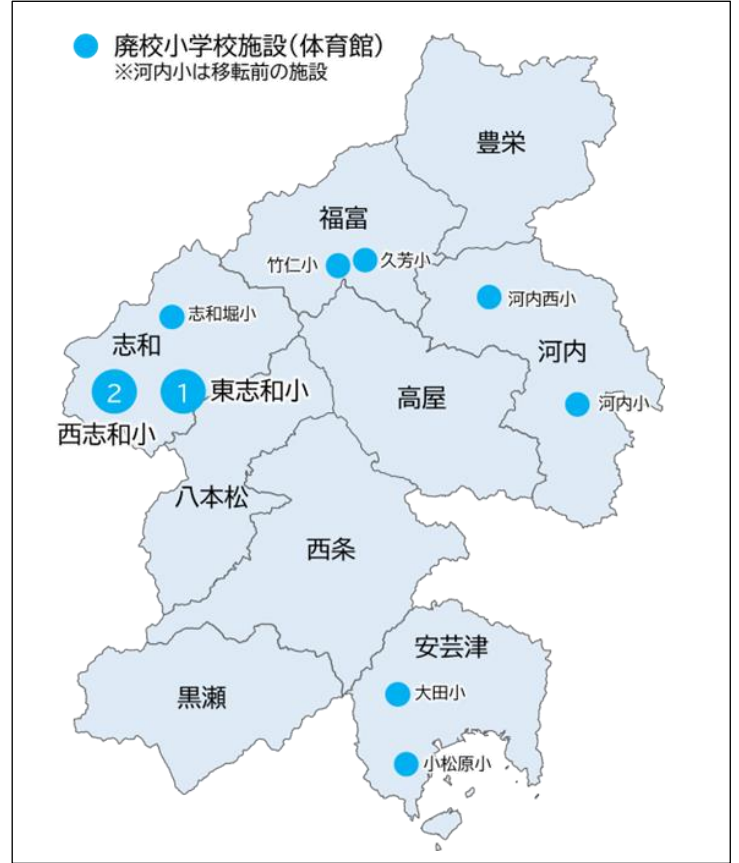 廃校小学校施設(体育館)
※河内小は移転前の施設
豊栄
福富
竹仁小
久芳小
河内西小
志和堀小
志和
河内
2
1
東志和小
高屋
河内小
西志和小
八本松
西条
安芸津
大田小
黒瀬
小松原小